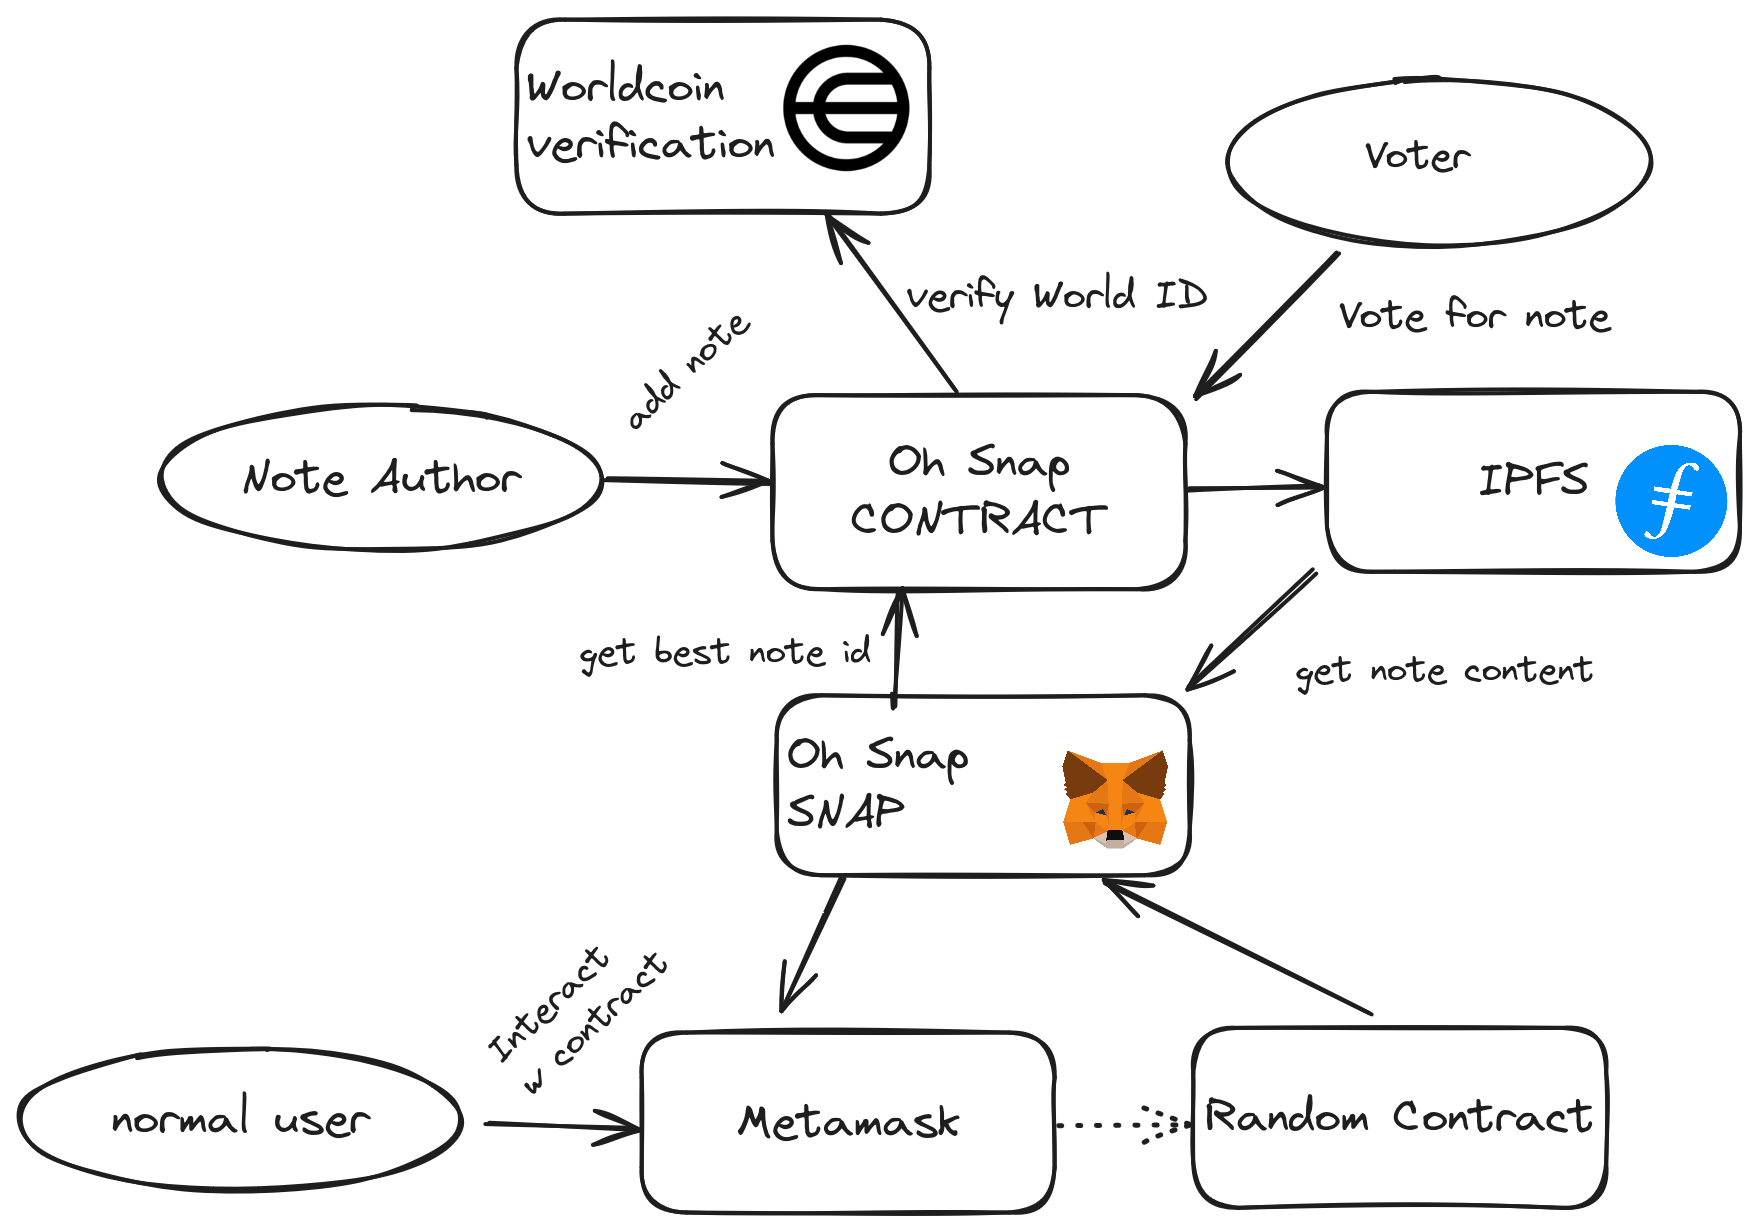 Worldcoin
verification
Voter
verify World ID
Vote for note
add note
Note Author
Oh Snap
CONTRACT
IPFS
get best note id
get note content
Oh Snap
SNAP
Interact
w contract
normal user
Metamask
Random Contract